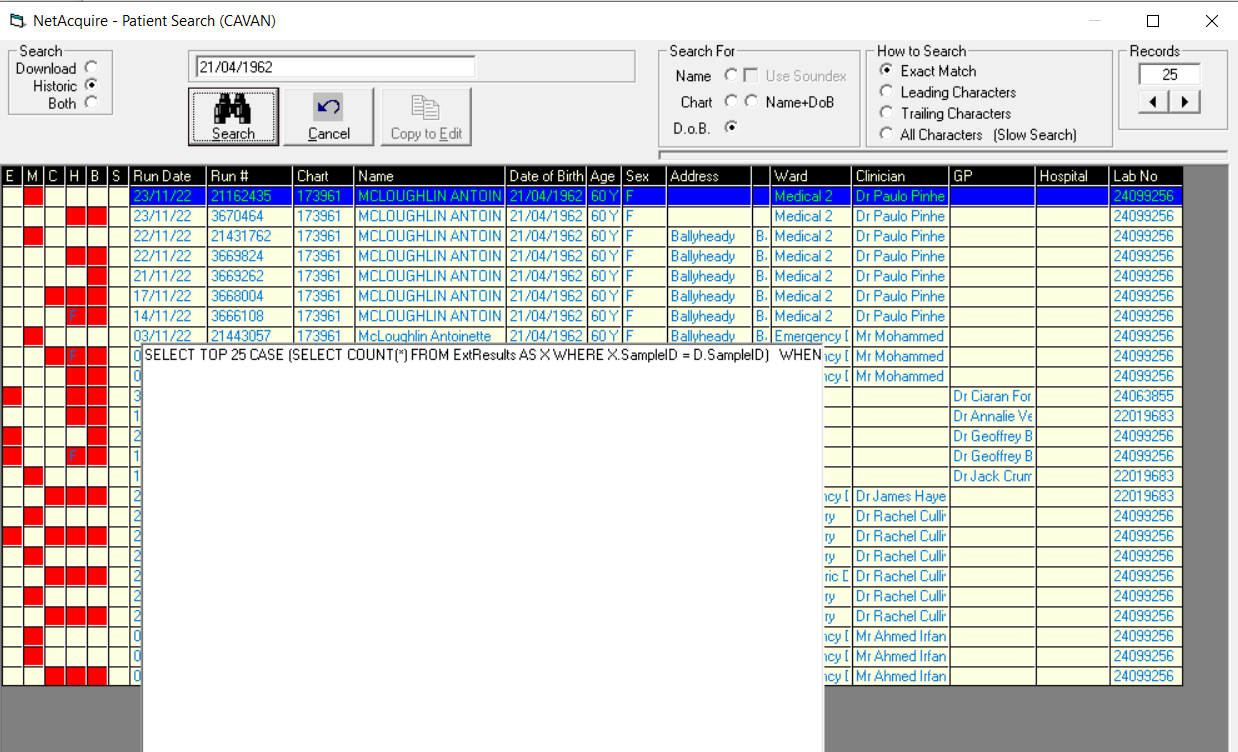 NetAcquire - Patient Search (CAVAN)
Search
Download
Historic
Both
21/04/1962
Search
Cancel
Copy to Edit
Search For
Name Use Soundex
Chart Name+DoB
D.o.B.
How to Search
Exact Match
Leading Characters
Trailing Characters
All Characters (Slow Search)
Records
25
E M C H B S Run Date Run # Chart Name Date of Birth Age Sex Address Ward Clinician GP Hospital Lab No
23/11/22 21162435 173961 MCLOUGHLIN ANTOIN 21/04/1962 60 Y F Medical 2 Dr Paulo Pinhe 24099256
23/11/22 3670464 173961 MCLOUGHLIN ANTOIN 21/04/1962 60 Y F Medical 2 Dr Paulo Pinhe 24099256
22/11/22 21431762 173961 MCLOUGHLIN ANTOIN 21/04/1962 60 Y F Ballyheady B. Medical 2 Dr Paulo Pinhe 24099256
22/11/22 3669824 173961 MCLOUGHLIN ANTOIN 21/04/1962 60 Y F Ballyheady B. Medical 2 Dr Paulo Pinhe 24099256
21/11/22 3669262 173961 MCLOUGHLIN ANTOIN 21/04/1962 60 Y F Ballyheady B. Medical 2 Dr Paulo Pinhe 24099256
17/11/22 3668004 173961 MCLOUGHLIN ANTOIN 21/04/1962 60 Y F Ballyheady B. Medical 2 Dr Paulo Pinhe 24099256
F 14/11/22 3666108 173961 MCLOUGHLIN ANTOIN 21/04/1962 60 Y F Ballyheady B. Medical 2 Dr Paulo Pinhe 24099256
03/11/22 21443057 173961 McLoughlin Antoinette 21/04/1962 60 Y F Ballyheady B. Emergency D Mr Mohammed 24099256
SELECT TOP 25 CASE (SELECT COUNT(*) FROM ExtResults AS X WHERE X.SampleID = D.SampleID) WHEN
F 0 ncy D Mr Mohammed 24099256
0 ncy D Mr Mohammed 24099256
3 Dr Ciaran For 24063855
1 Dr Annalie Ve 22019683
2 Dr Geoffrey B 24099256
F 1 Dr Geoffrey B 24099256
1 Dr Jack Crum 22019683
2 ncy D Dr James Haye 22019683
2 ry Dr Rachel Culli 24099256
2 ry Dr Rachel Culli 24099256
2 ry Dr Rachel Culli 24099256
2 ric D Dr Rachel Culli 24099256
2 ry Dr Rachel Culli 24099256
2 ry Dr Rachel Culli 24099256
0 ncy D Mr Ahmed Irfan 24099256
0 ncy D Mr Ahmed Irfan 24099256
0 ncy D Mr Ahmed Irfan 24099256